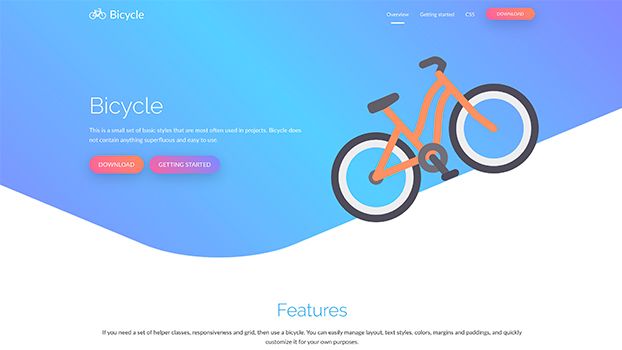 Bicycle
Overview
Getting started
CSS
DOWNLOAD
Bicycle
This is a small set of basic styles that are most often used in projects. Bicycle does
not contain anything superfluous and easy to use.
DOWNLOAD
GETTING STARTED
Features
If you need a set of helper classes, responsiveness and grid, then use a bicycle. You can easily manage layout, text styles, colors, margins and paddings, and quickly
customize it for your own purposes.